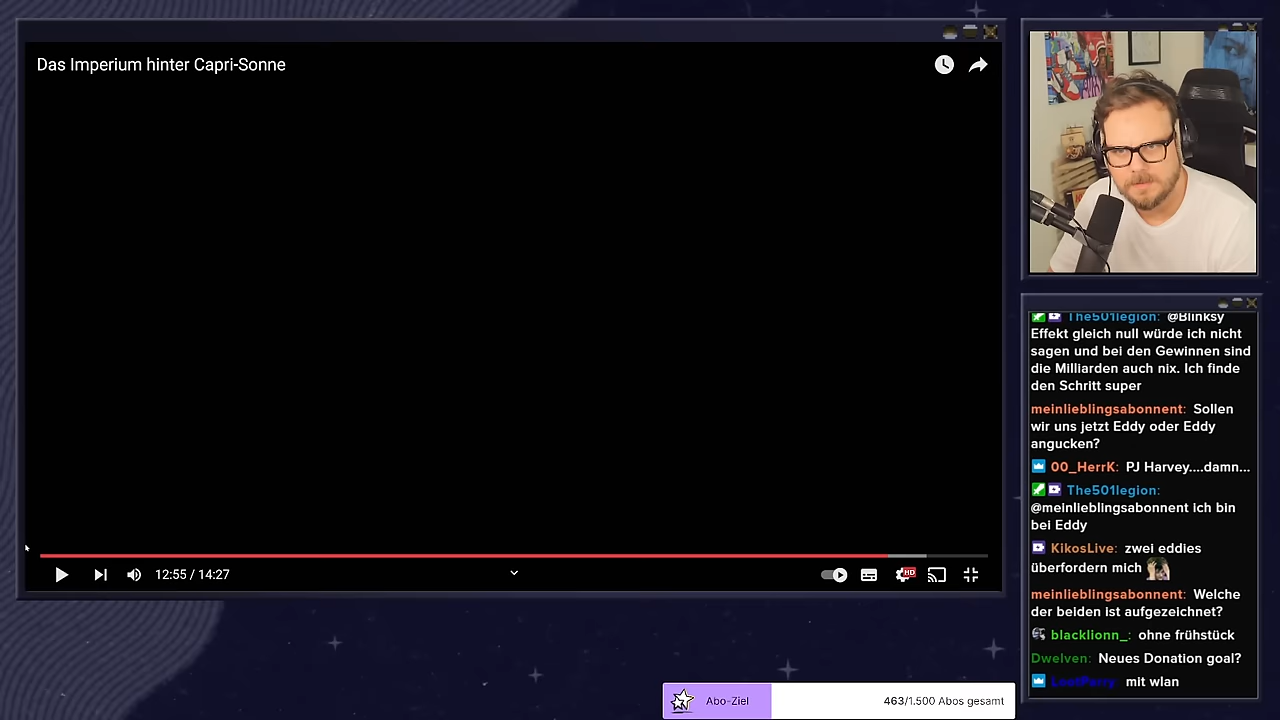 Das Imperium hinter Capri-Sonne
The501legion: @Blinksy
Effekt gleich null würde ich nicht
sagen und bei den Gewinnen sind
die Milliarden auch nix. Ich finde
den Schritt super
meinlieblingsabonnent: Sollen
wir uns jetzt Eddy oder Eddy
angucken?
00_HerrK: PJ Harvey....damn...
The501legion:
@meinlieblingsabonnent ich bin
bei Eddy
KikosLive: zwei eddies
überfordern mich
meinlieblingsabonnent: Welche
der beiden ist aufgezeichnet?
blacklionn_: ohne frühstück
Dwelven: Neues Donation goal?
mit wlan
12:55 / 14:27
HD
Abo-Ziel
463/1.500 Abos gesamt